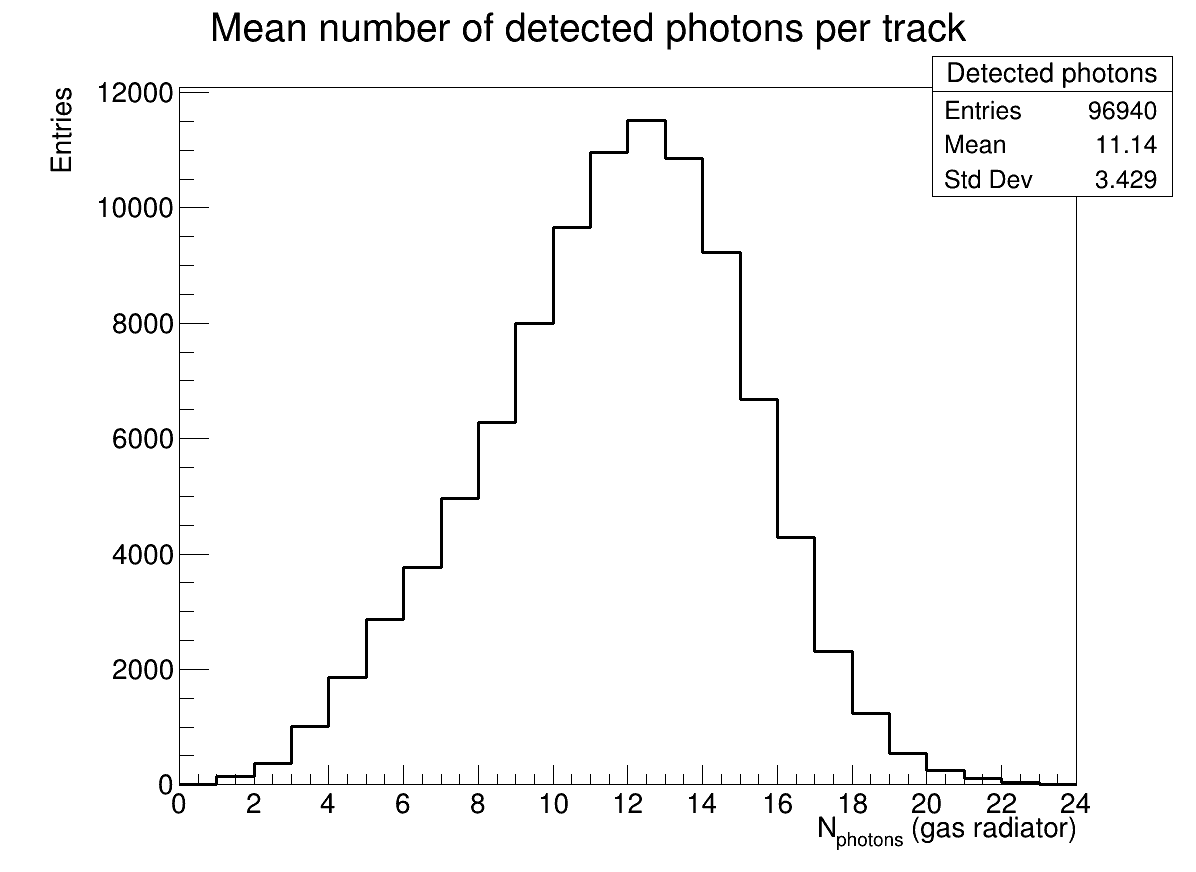 Mean number of detected photons per track
Detected photons
Entries 96940
Mean 11.14
Std Dev 3.429
Entries
12000
10000
8000
6000
4000
2000
0
0 2 4 6 8 10 12 14 16 18 20 22 24
Nphotons (gas radiator)